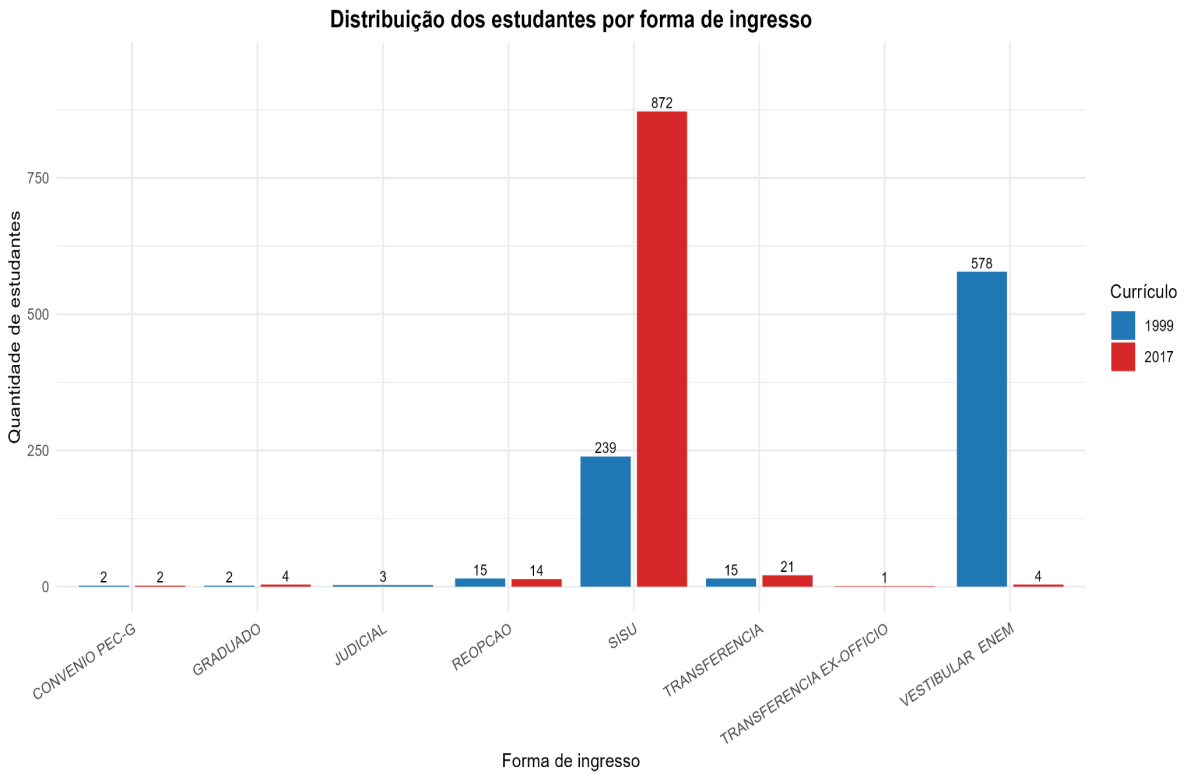 Distribuição dos estudantes por forma de ingresso
Quantidade de estudantes
750
500
250
0
2
2
2
4
3
15
14
239
872
15
21
1
578
4
CONVENIO PEC-G
GRADUADO
JUDICIAL
REOPCAO
SISU
TRANSFERENCIA
TRANSFERENCIA EX-OFFICIO
VESTIBULAR  ENEM
Forma de ingresso
Currículo
1999
2017